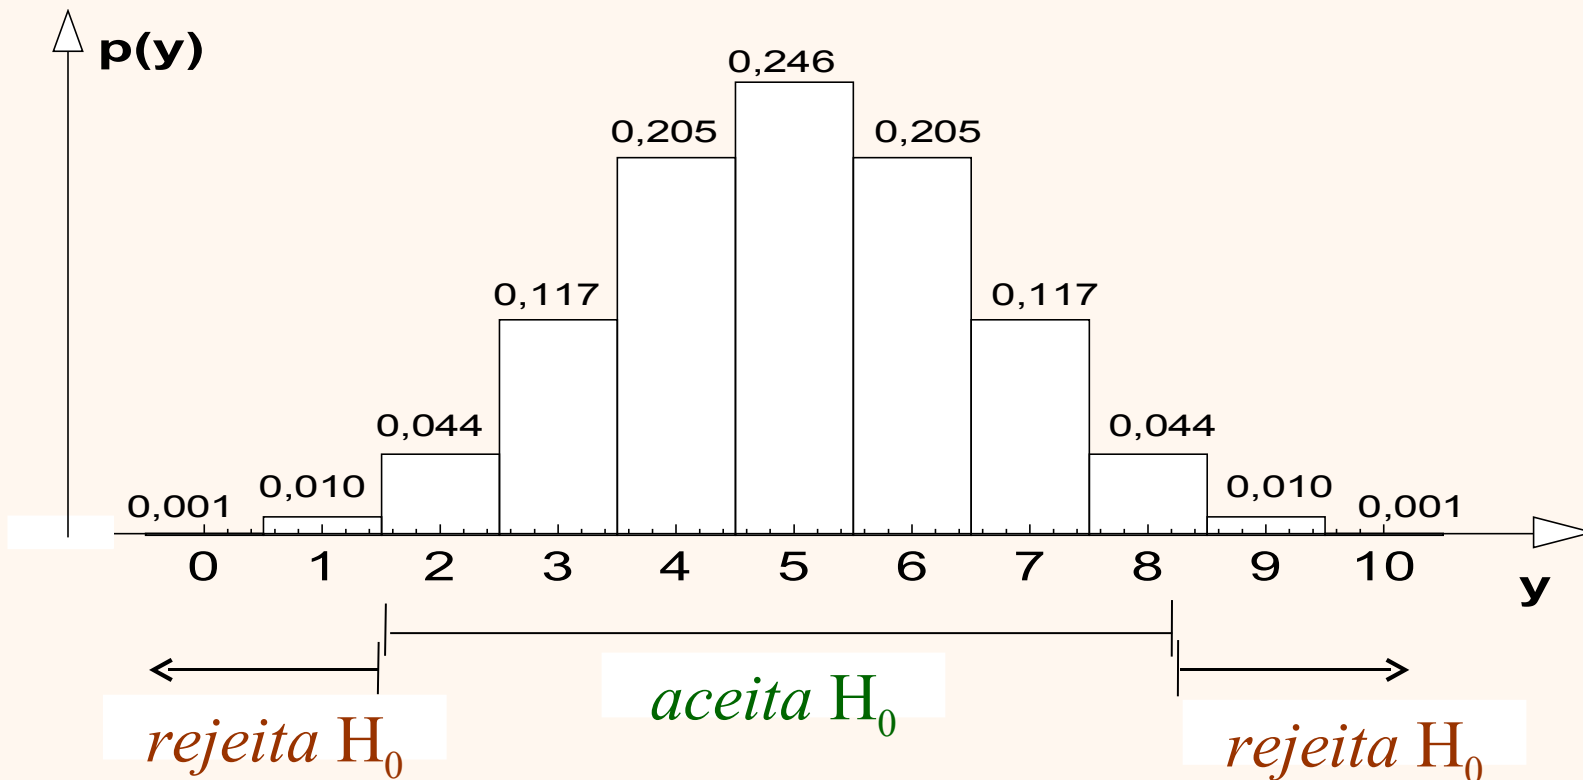 p(y)
0,246
0,205 0,205
0,117 0,117
0,044 0,044
0,001 0,010 0,010 0,001
0 1 2 3 4 5 6 7 8 9 10
y
aceita H₀
rejeita H₀ rejeita H₀